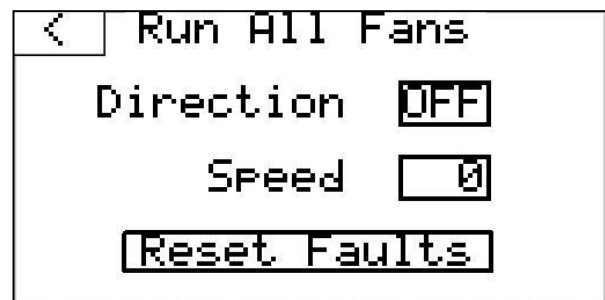 < Run All Fans
Direction OFF
Speed 0
Reset Faults